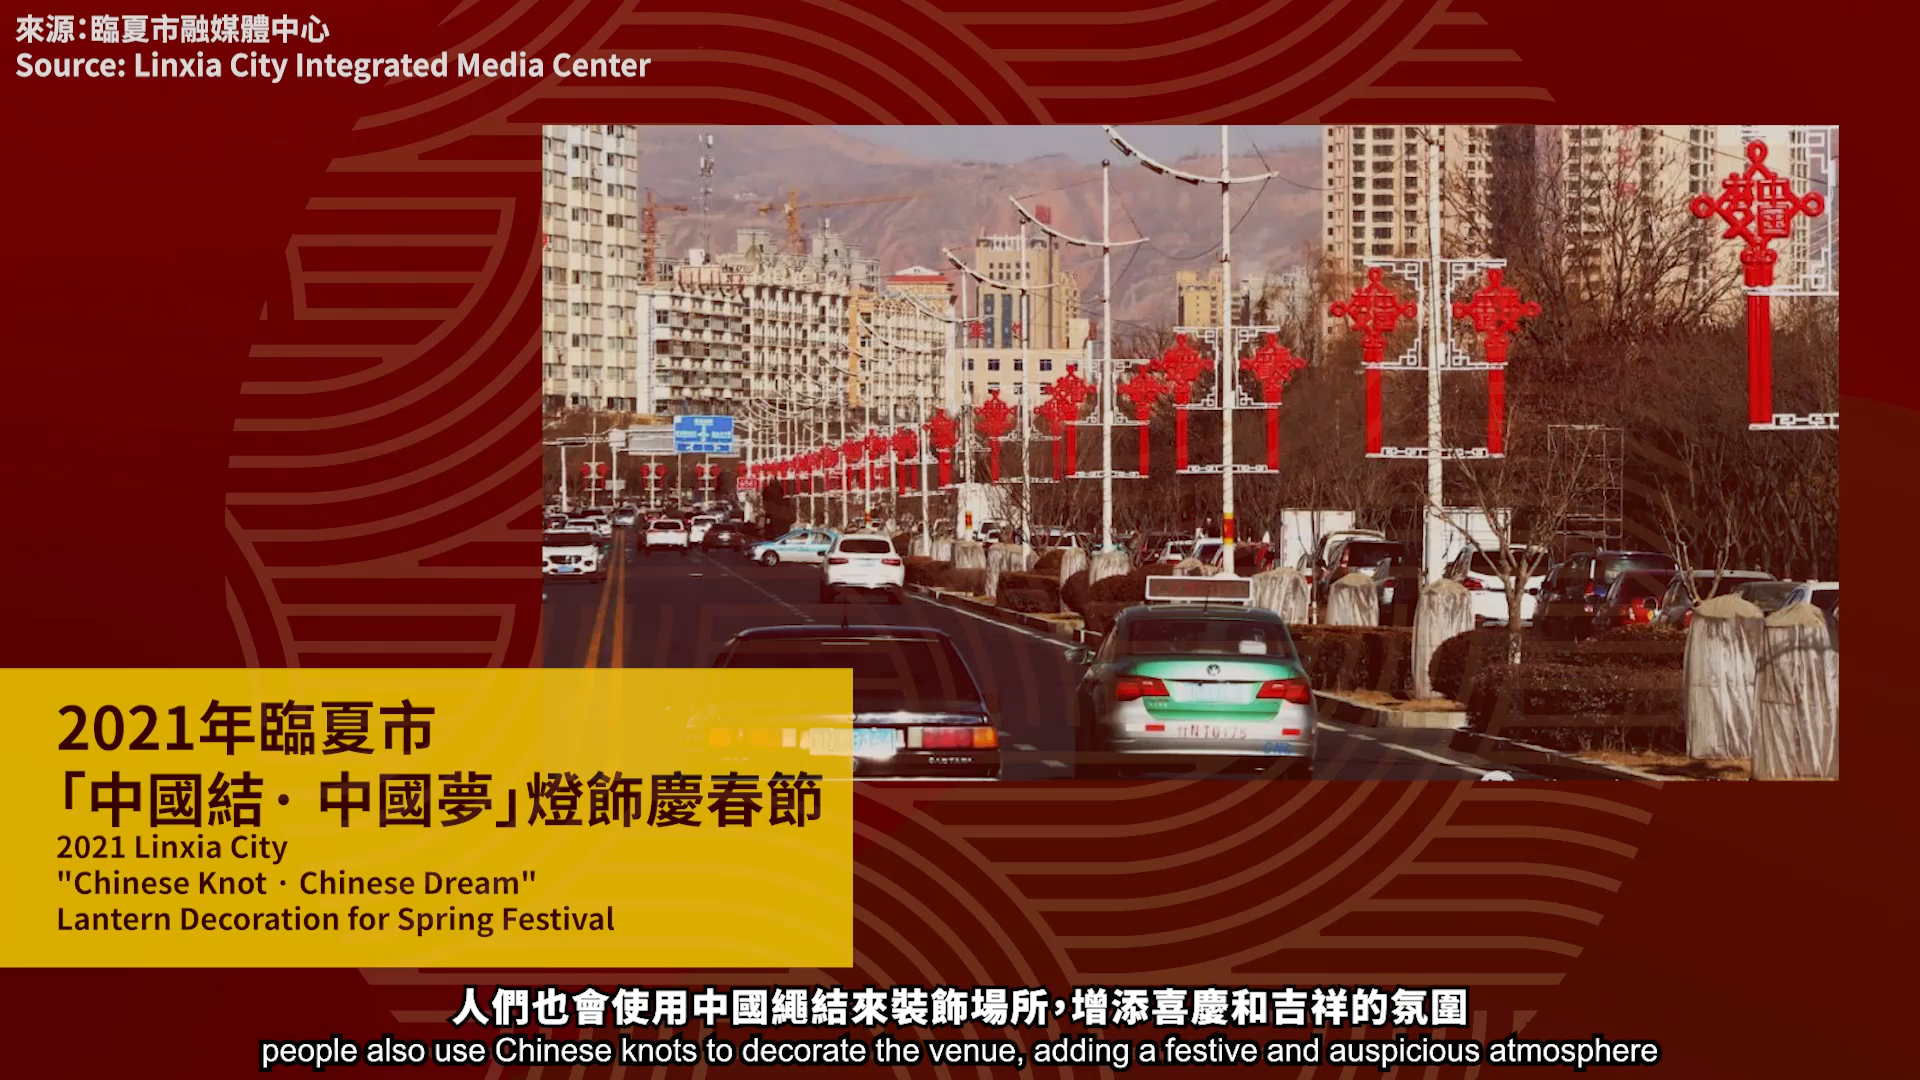 來源：臨夏市融媒體中心
Source: Linxia City Integrated Media Center
中國
夢
2021年臨夏市
「中國結·中國夢」燈飾慶春節
2021 Linxia City
"Chinese Knot · Chinese Dream"
Lantern Decoration for Spring Festival
人們也會使用中國繩結來裝飾場所，增添喜慶和吉祥的氛圍
people also use Chinese knots to decorate the venue, adding a festive and auspicious atmosphere